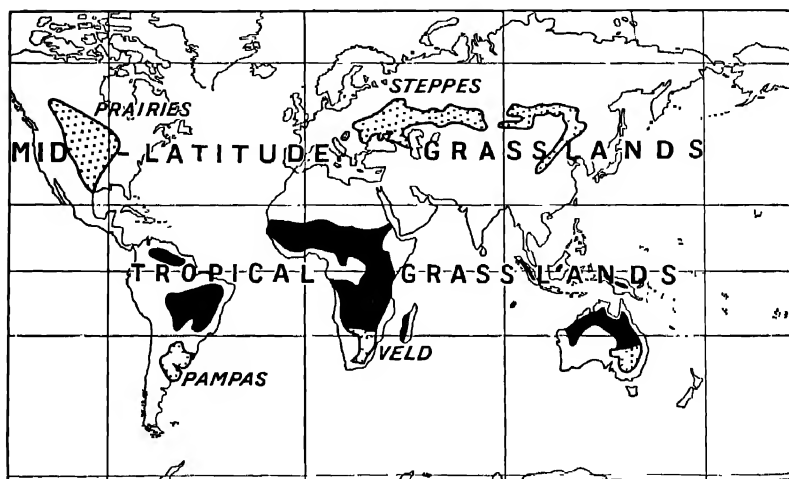 STEPPES
PRAIRIES
MID-LATITUDE GRASSLANDS
TROPICAL GRASSLANDS
VELD
PAMPAS